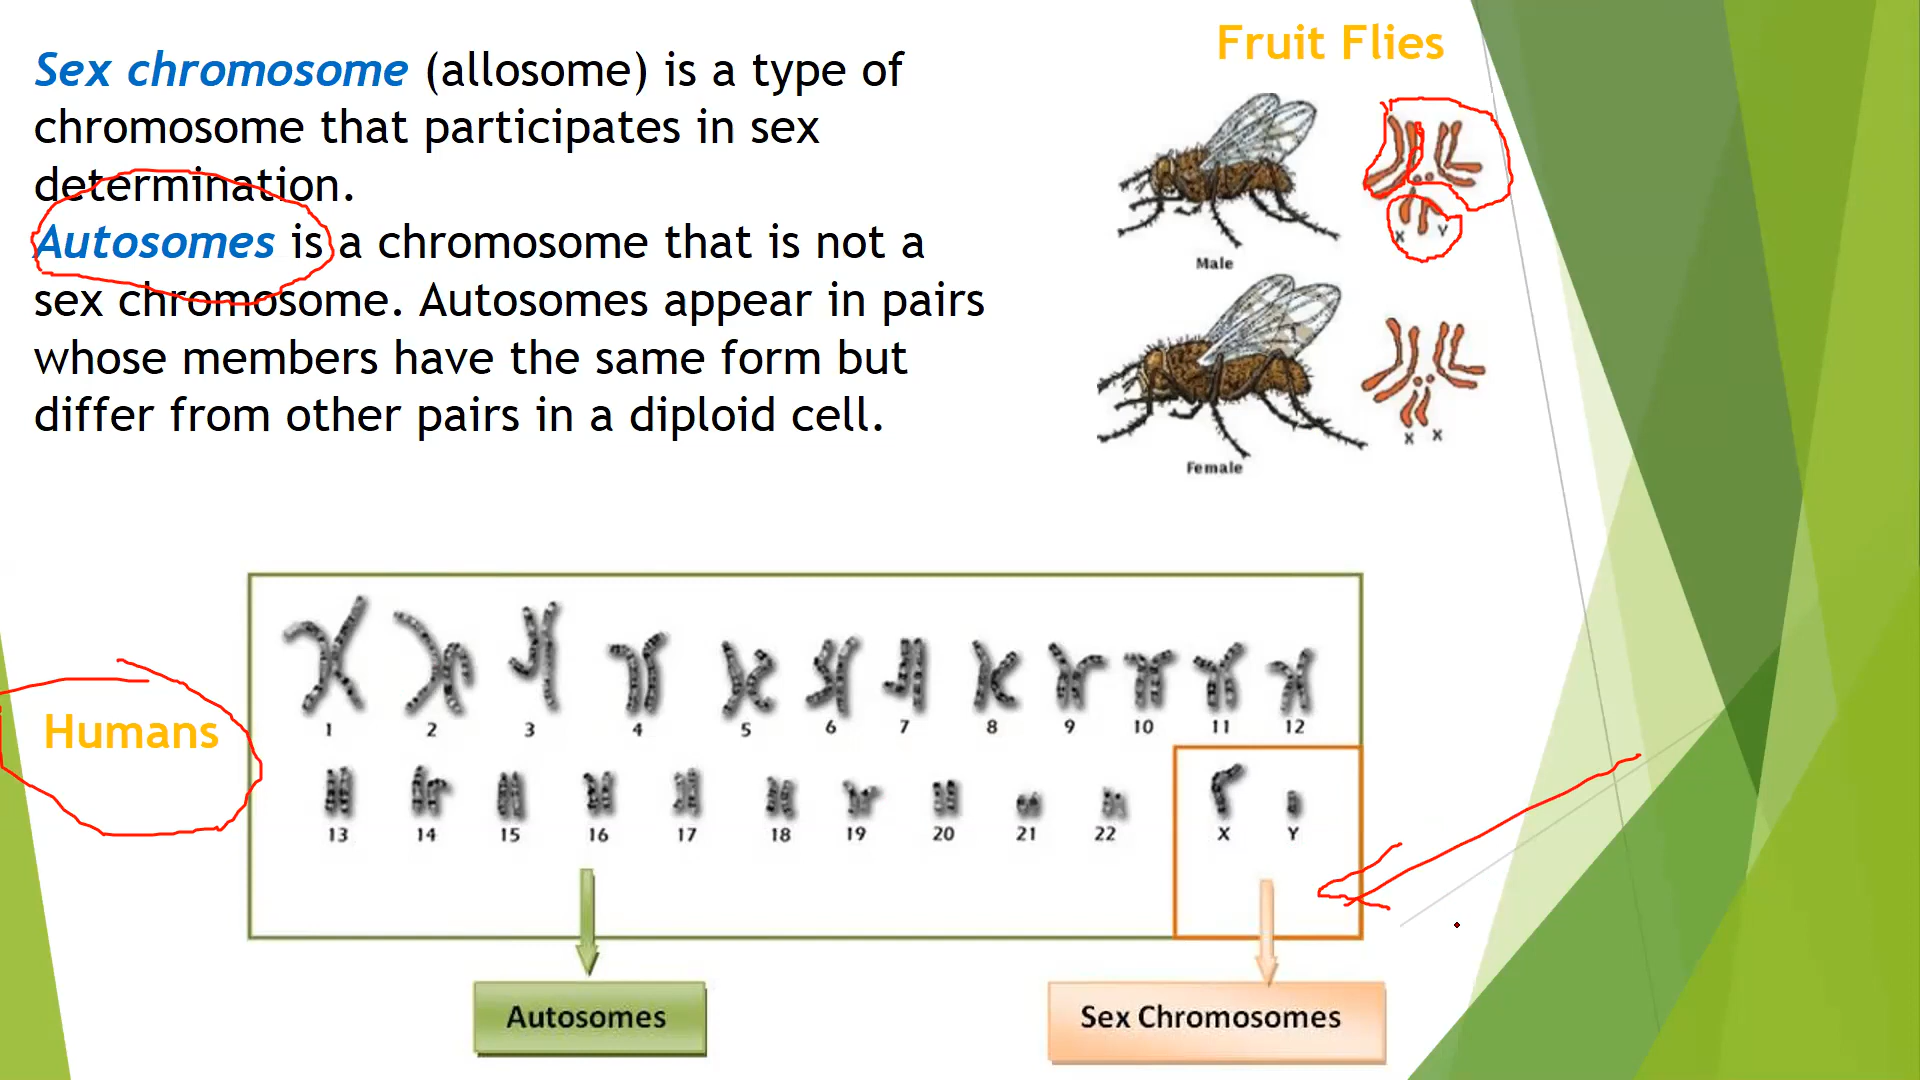 Sex chromosome (allosome) is a type of
chromosome that participates in sex
determination.
Autosomes is a chromosome that is not a
sex chromosome. Autosomes appear in pairs
whose members have the same form but
differ from other pairs in a diploid cell.
Fruit Flies
X Y
Male
X X
Female
Humans
1 2 3 4 5 6 7 8 9 10 11 12
13 14 15 16 17 18 19 20 21 22 X Y
Autosomes
Sex Chromosomes